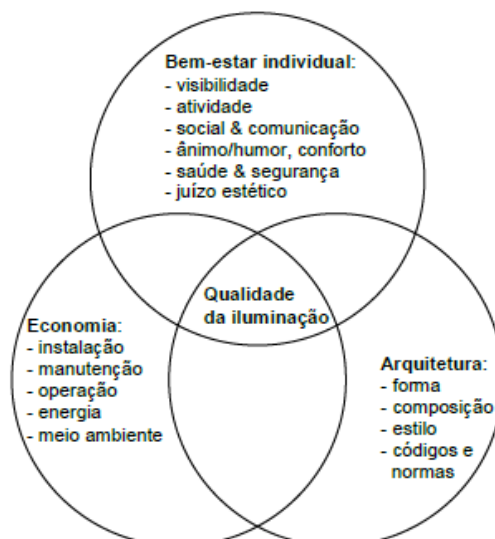 Bem-estar individual:
- visibilidade
- atividade
- social & comunicação
- ânimo/humor, conforto
- saúde & segurança
- juízo estético
Qualidade
da iluminação
Economia:
- instalação
- manutenção
- operação
- energia
- meio ambiente
Arquitetura:
- forma
- composição
- estilo
- códigos e
normas